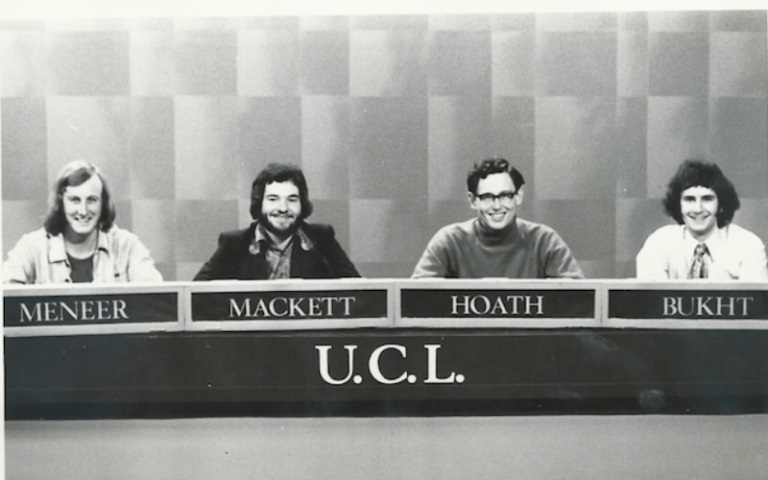 MENEER MACKETT HOATH BUKHT
U.C.L.